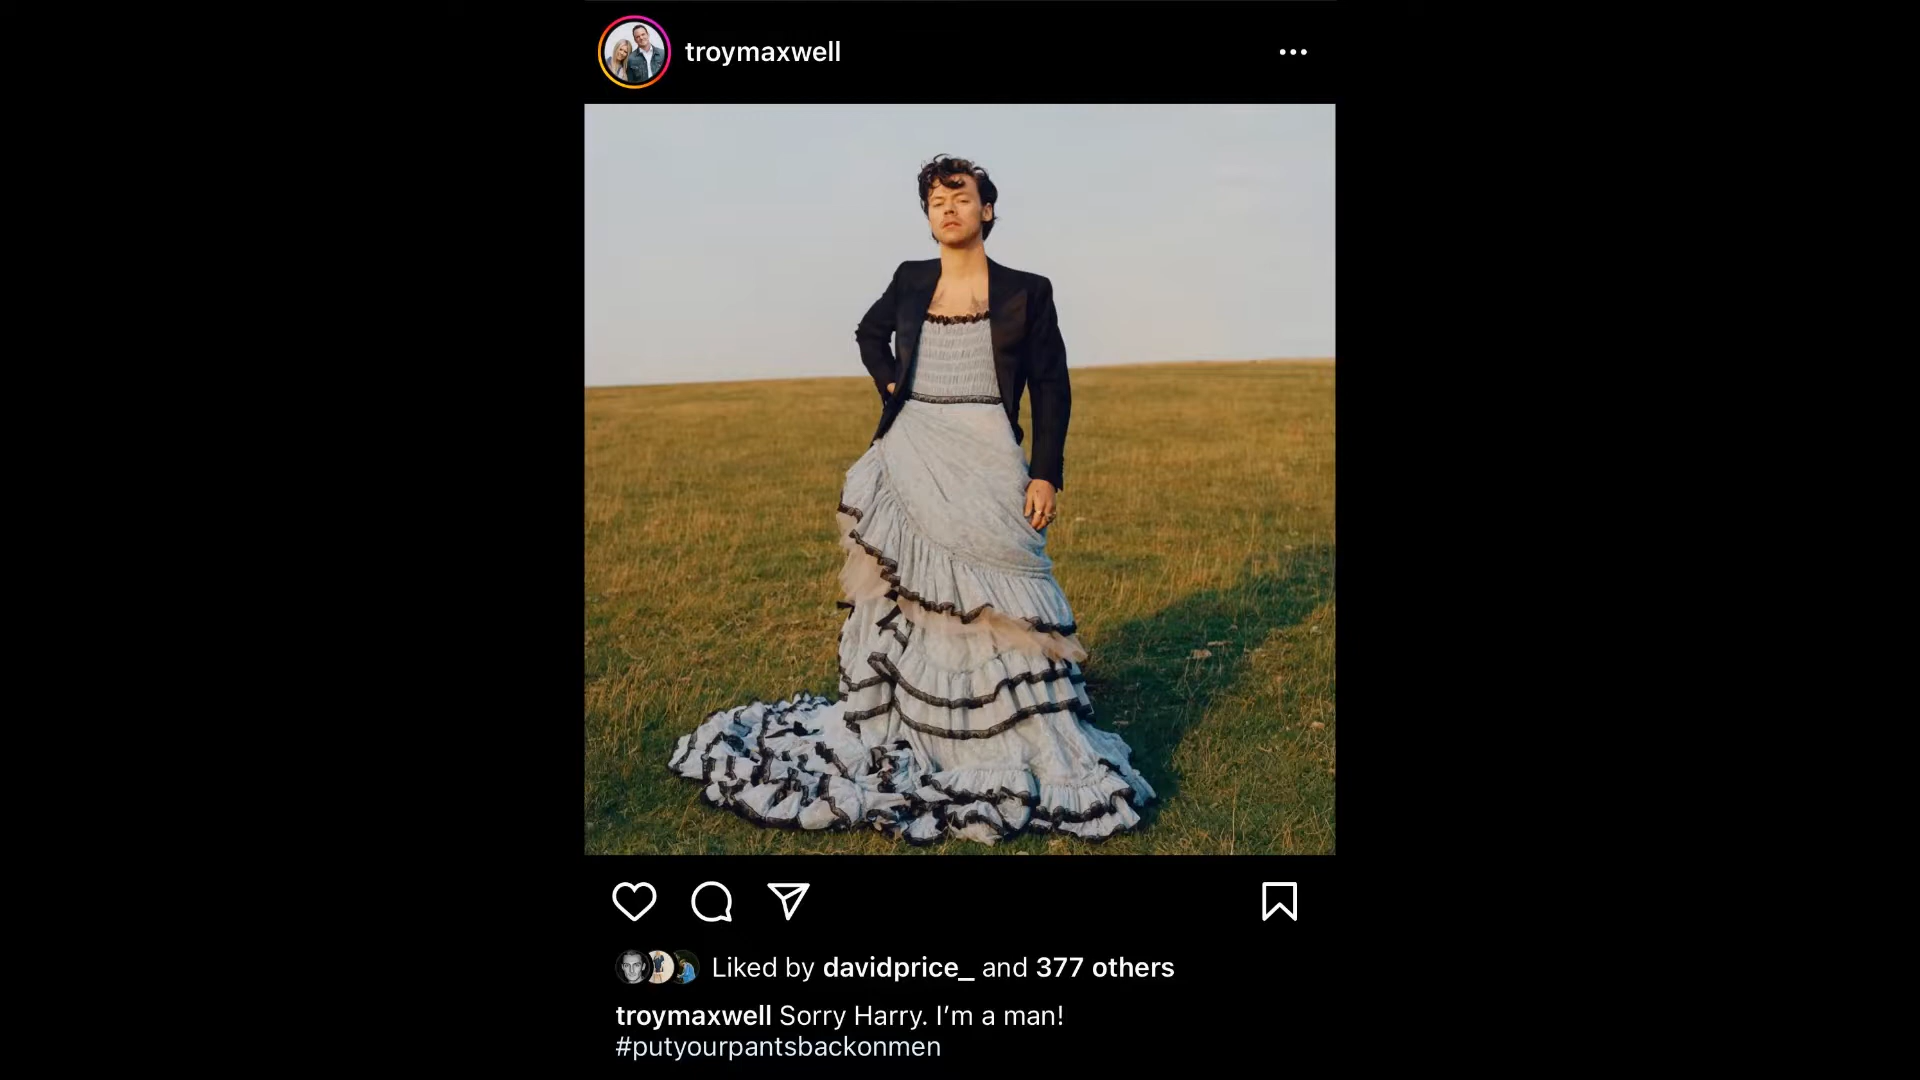 troymaxwell
Liked by davidprice_ and 377 others
troymaxwell Sorry Harry. I’m a man!
#putyourpantsbackonmen